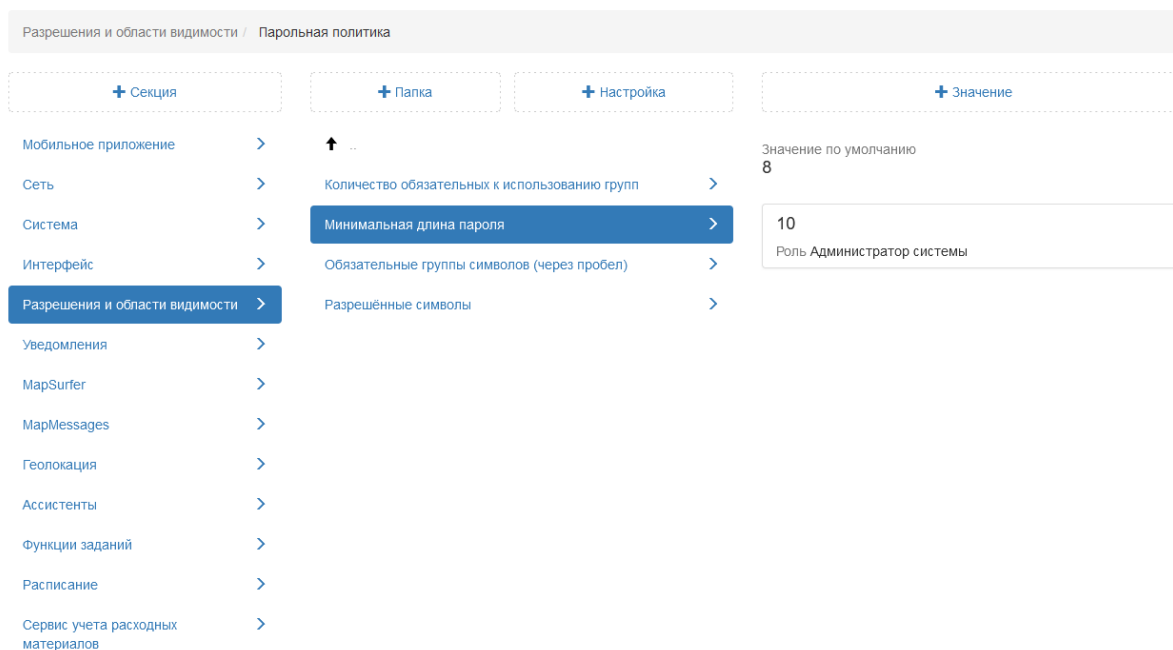 Разрешения и области видимости / Парольная политика
+ Секция
Мобильное приложение
Сеть
Система
Интерфейс
Разрешения и области видимости
Уведомления
MapSurfer
MapMessages
Геолокация
Ассистенты
Функции заданий
Расписание
Сервис учета расходных
материалов
+ Папка
+ Настройка
..
Количество обязательных к использованию групп
Минимальная длина пароля
Обязательные группы символов (через пробел)
Разрешённые символы
+ Значение
Значение по умолчанию
8
10
Роль Администратор системы